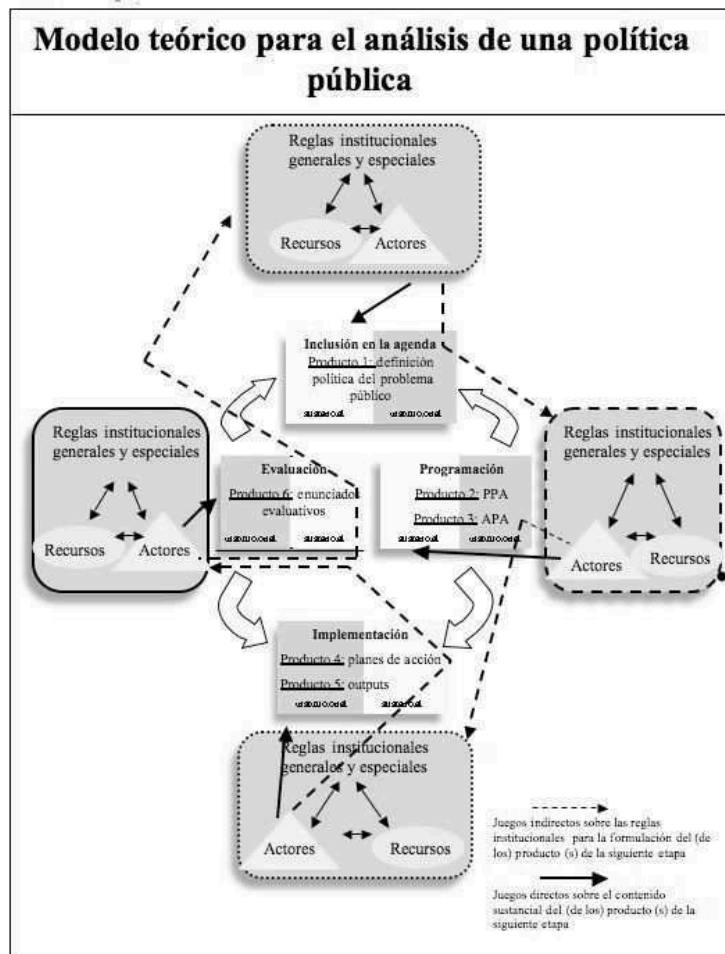 Modelo teórico para el análisis de una política
pública
Reglas institucionales
generales y especiales
Recursos
Actores
Inclusión en la agenda
Producto 1: definición
política del problema
público
Reglas institucionales
generales y especiales
Recursos
Actores
Evaluación
Producto 6: enunciados
evaluativos
Programación
Producto 2: PPA
Producto 3: APA
Reglas institucionales
generales y especiales
Actores
Recursos
Implementación
Producto 4: planes de acción
Producto 5: outputs
Reglas institucionales
generales y especiales
Actores
Recursos
Juegos indirectos sobre las reglas
institucionales para la formulación del (de
los) producto (s) de la siguiente etapa
Juegos directos sobre el contenido
sustancial del (de los) producto (s) de la
siguiente etapa